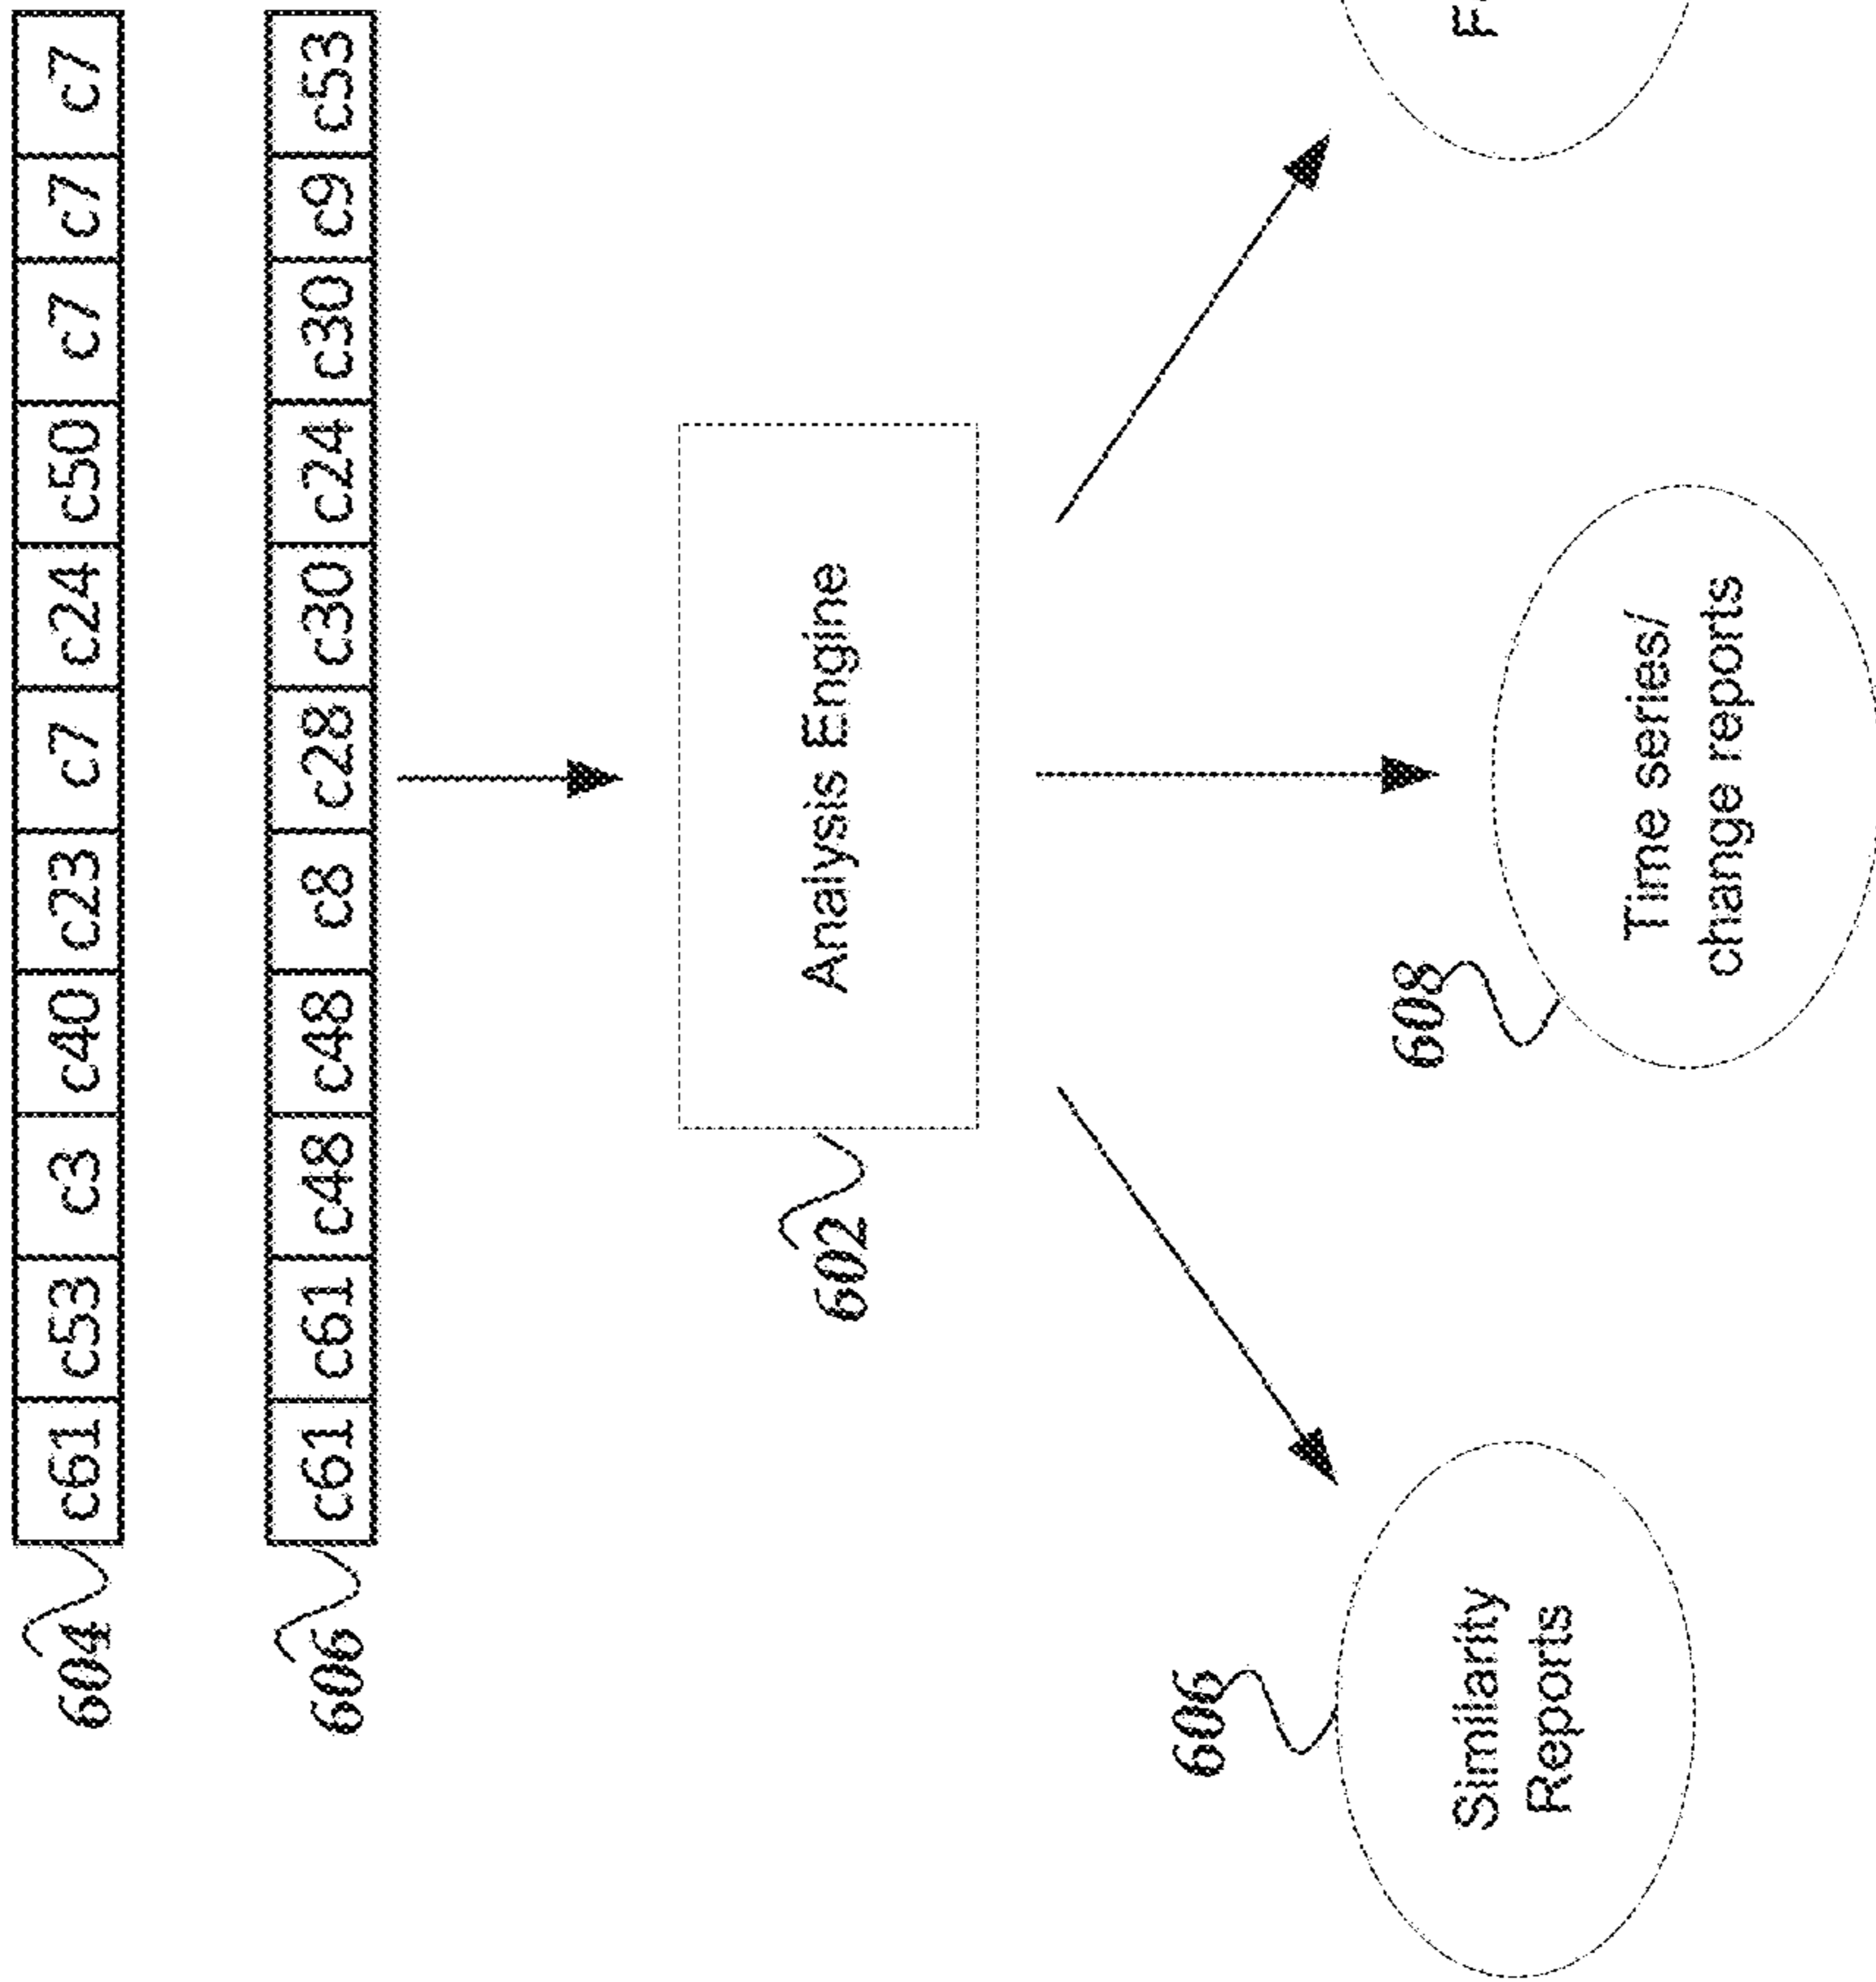 604 c61 c53 c3 c40 c23 c7 c24 c50 c7 c7 c7
606 c61 c61 c48 c48 c8 c28 c30 c24 c30 c9 c53
602 Analysis Engine
606
608
Similarity
Reports
Time series/
change reports